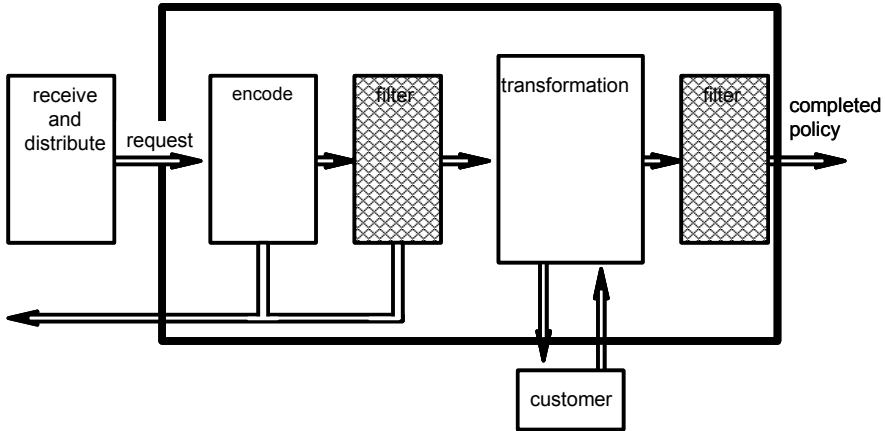 receive
and
distribute
request
encode
filter
transformation
filter
completed
policy
customer